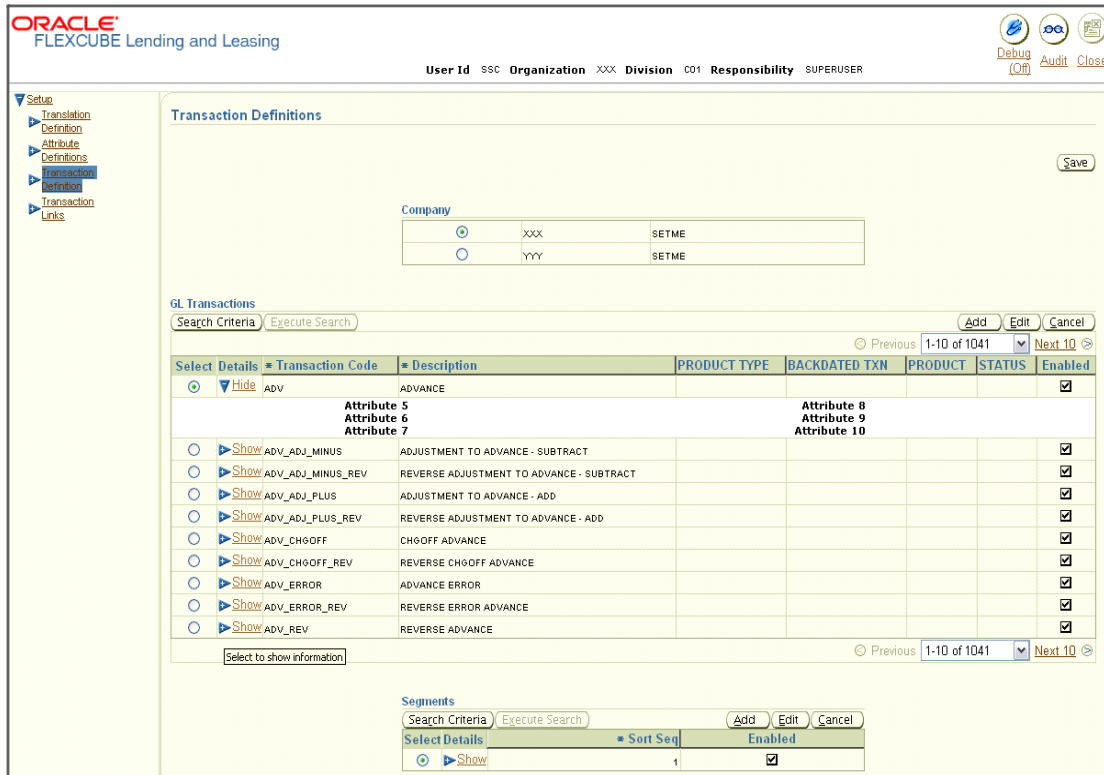 ORACLE'
FLEXCUBE Lending and Leasing
Debug (Off) Audit Close
User Id SSC Organization XXX Division C01 Responsibility SUPERUSER
Setup
Translation Definition
Attribute Definitions
Transaction Definition
Transaction Links
Transaction Definitions
Save
Company
XXX SETME
YYY SETME
GL Transactions
Search Criteria Execute Search Add Edit Cancel
Previous 1-10 of 1041 Next 10
Select Details * Transaction Code * Description PRODUCT TYPE BACKDATED TXN PRODUCT STATUS Enabled
Hide ADV ADVANCE
Attribute 5 Attribute 8
Attribute 6 Attribute 9
Attribute 7 Attribute 10
Show ADV_ADJ_MINUS ADJUSTMENT TO ADVANCE - SUBTRACT
Show ADV_ADJ_MINUS_REV REVERSE ADJUSTMENT TO ADVANCE - SUBTRACT
Show ADV_ADJ_PLUS ADJUSTMENT TO ADVANCE - ADD
Show ADV_ADJ_PLUS_REV REVERSE ADJUSTMENT TO ADVANCE - ADD
Show ADV_CHGOFF CHGOFF ADVANCE
Show ADV_CHGOFF_REV REVERSE CHGOFF ADVANCE
Show ADV_ERROR ADVANCE ERROR
Show ADV_ERROR_REV REVERSE ERROR ADVANCE
Show ADV_REV REVERSE ADVANCE
Previous 1-10 of 1041 Next 10
Select to show information
Segments
Search Criteria Execute Search Add Edit Cancel
Select Details * Sort Seq Enabled
Show 1